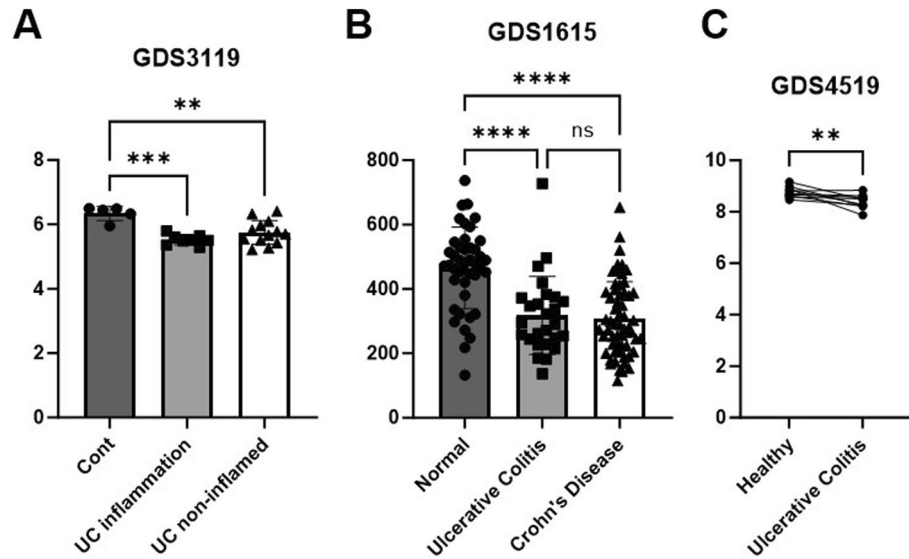 A
GDS3119
**
***
8
6
4
2
0
Cont
UC inflammation
UC non-inflamed
B
GDS1615
****
****
ns
800
600
400
200
0
Normal
Ulcerative Colitis
Crohn's Disease
C
GDS4519
**
10
8
6
4
2
0
Healthy
Ulcerative Colitis